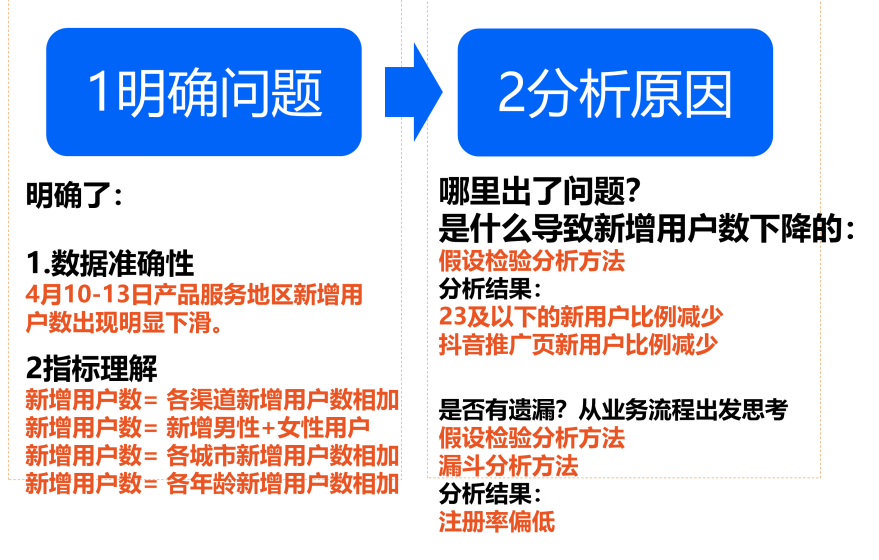 1明确问题
明确了：
1.数据准确性
4月10-13日产品服务地区新增用
户数出现明显下滑。
2指标理解
新增用户数= 各渠道新增用户数相加
新增用户数= 新增男性+女性用户
新增用户数= 各城市新增用户数相加
新增用户数= 各年龄新增用户数相加
2分析原因
哪里出了问题？
是什么导致新增用户数下降的：
假设检验分析方法
分析结果：
23及以下的新用户比例减少
抖音推广页新用户比例减少
是否有遗漏？从业务流程出发思考
假设检验分析方法
漏斗分析方法
分析结果：
注册率偏低